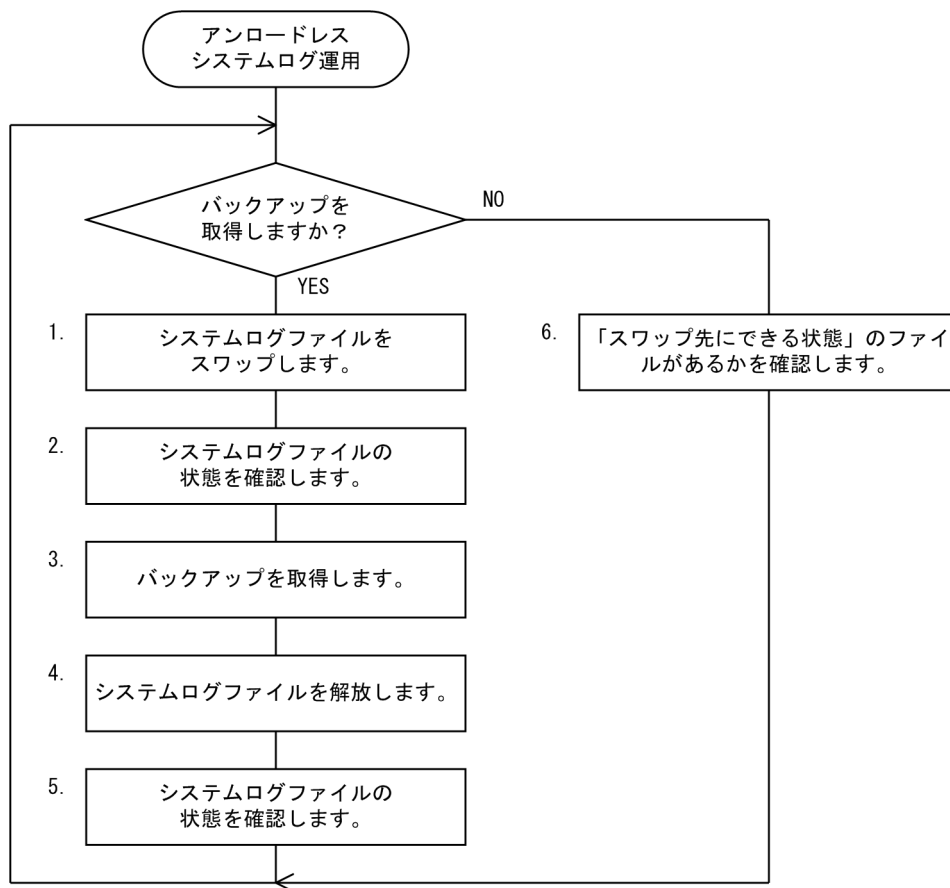 アンロードレス
システムログ運用
バックアップを
取得しますか？
NO
YES
1.
システムログファイルを
スワップします。
6.
「スワップ先にできる状態」のファイ
ルがあるかを確認します。
2.
システムログファイルの
状態を確認します。
3.
バックアップを取得します。
4.
システムログファイルを解放します。
5.
システムログファイルの
状態を確認します。